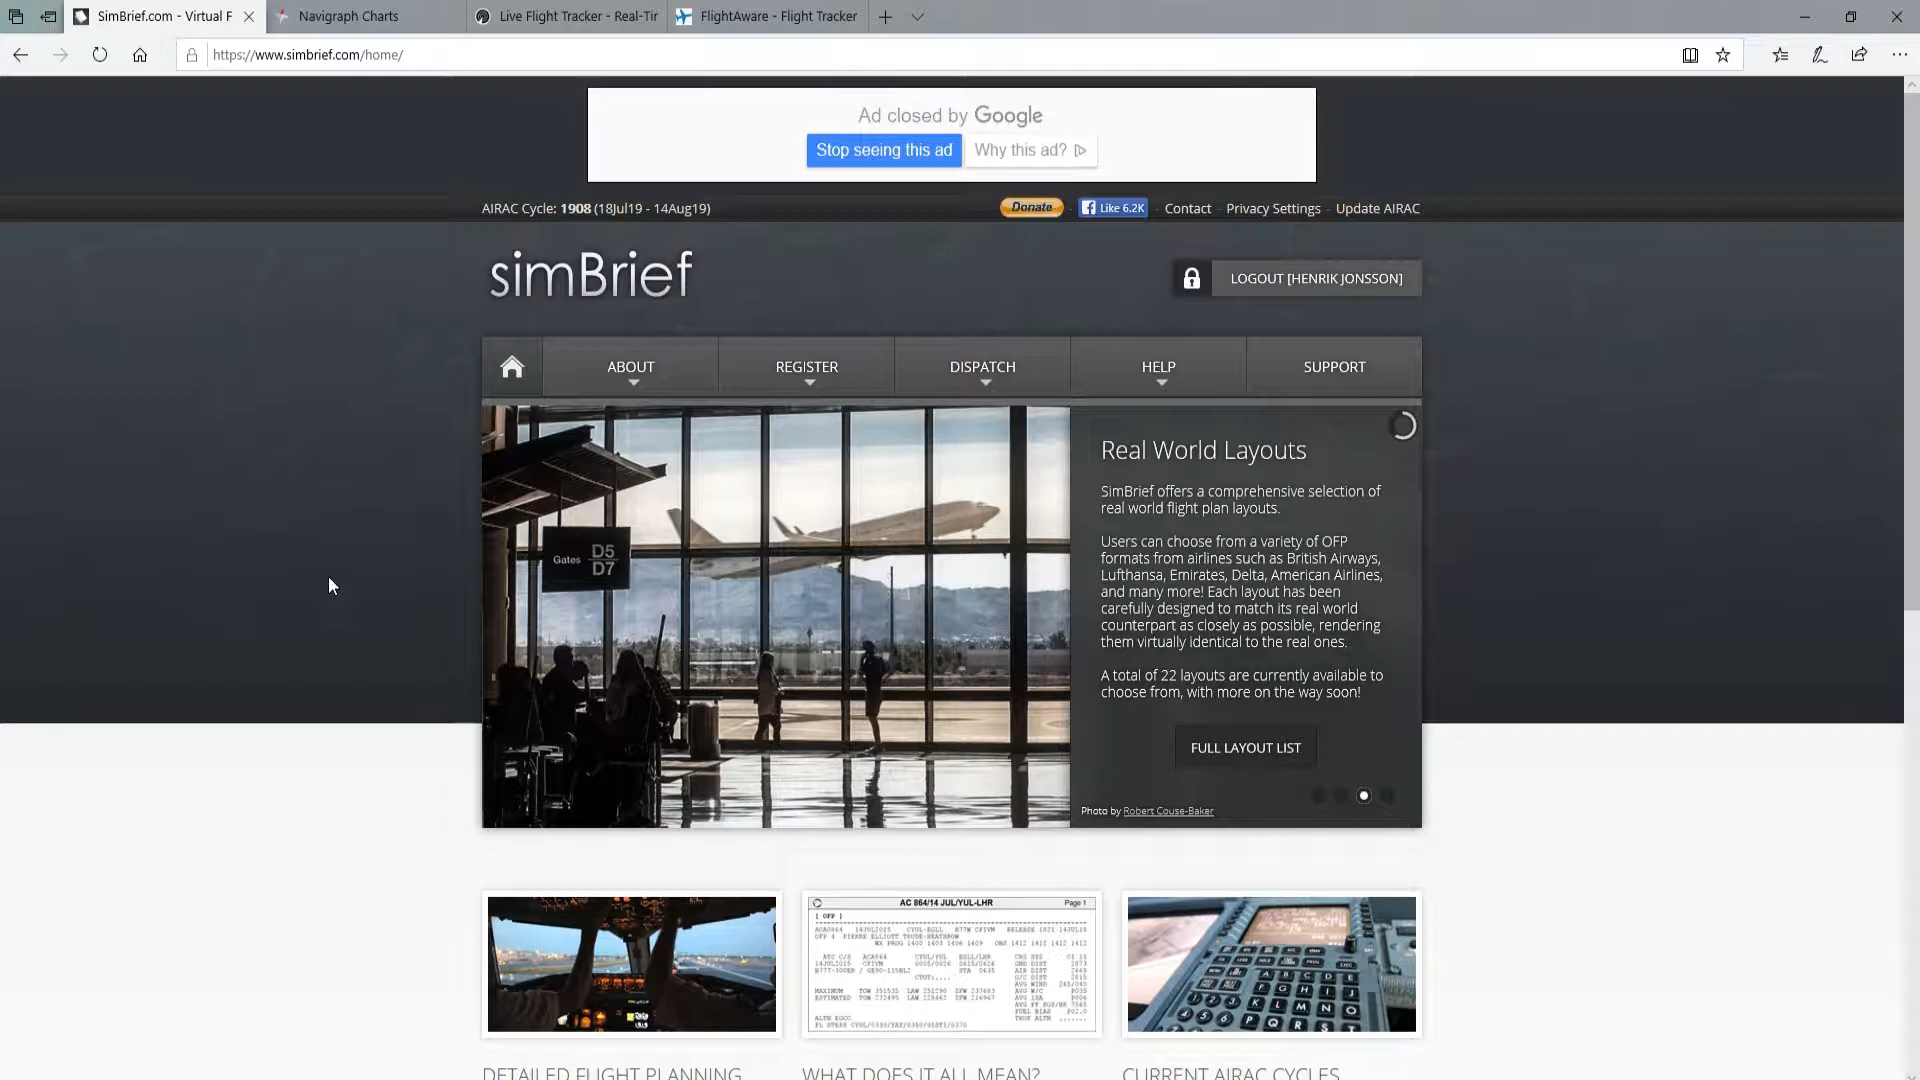 SimBrief.com - Virtual F
Navigraph Charts
Live Flight Tracker - Real-Tir
FlightAware - Flight Tracker
https://www.simbrief.com/home/
Ad closed by Google
Stop seeing this ad
Why this ad?
AIRAC Cycle: 1908 (18Jul19 - 14Aug19)
Donate
Like 6.2K
- Contact - Privacy Settings - Update AIRAC
simBrief
LOGOUT [HENRIK JONSSON]
ABOUT
REGISTER
DISPATCH
HELP
SUPPORT
Gates D5 D7
Real World Layouts
SimBrief offers a comprehensive selection of
real world flight plan layouts.
Users can choose from a variety of OFP
formats from airlines such as British Airways,
Lufthansa, Emirates, Delta, American Airlines,
and many more! Each layout has been
carefully designed to match its real world
counterpart as closely as possible, rendering
them virtually identical to the real ones.
A total of 22 layouts are currently available to
choose from, with more on the way soon!
FULL LAYOUT LIST
Photo by Robert Couse-Baker
AC 864/14 JUL/YUL-LHR
Page 1
[ OFP ]
DETAILED FLIGHT PLANNING
WHAT DOES IT ALL MEAN?
CURRENT AIRAC CYCLES